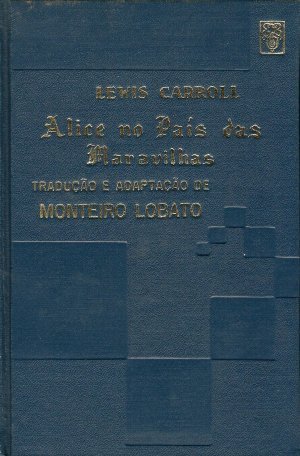 LEWIS CARROLL
Alice no País das
Maravilhas
TRADUÇÃO E ADAPTAÇÃO DE
MONTEIRO LOBATO